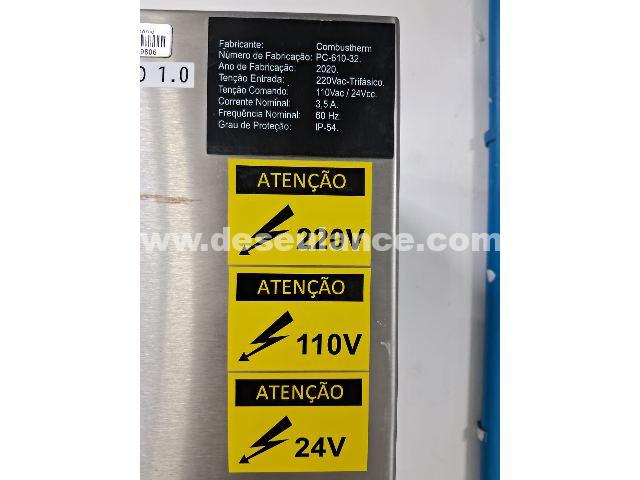 9806
O 1.0
Fabricante: Combustherm
Número de Fabricação: PC-610-32.
Ano de Fabricação: 2020.
Tenção Entrada: 220Vac-Trifásico.
Tenção Comando: 110Vac / 24Vcc.
Corrente Nominal: 3,5 A.
Frequência Nominal: 60 Hz.
Grau de Proteção: IP-54.
ATENÇÃO
220V
www.desenlance.com
ATENÇÃO
110V
ATENÇÃO
24V